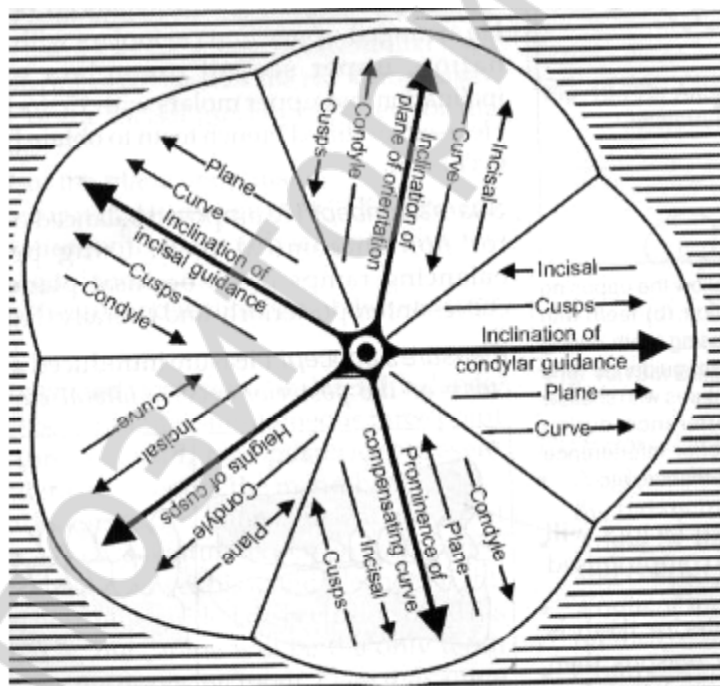 Cusps
Condyle
Inclination of
plane of orientation
Curve
Incisal
Incisal
Cusps
Inclination of
condylar guidance
Plane
Curve
Condyle
Plane
Prominence of
compensating curve
Incisal
Cusps
Plane
Condyle
Heights of cusps
Incisal
Curve
Plane
Curve
Inclination of
incisal guidance
Cusps
Condyle
ПОЗИТОРИ